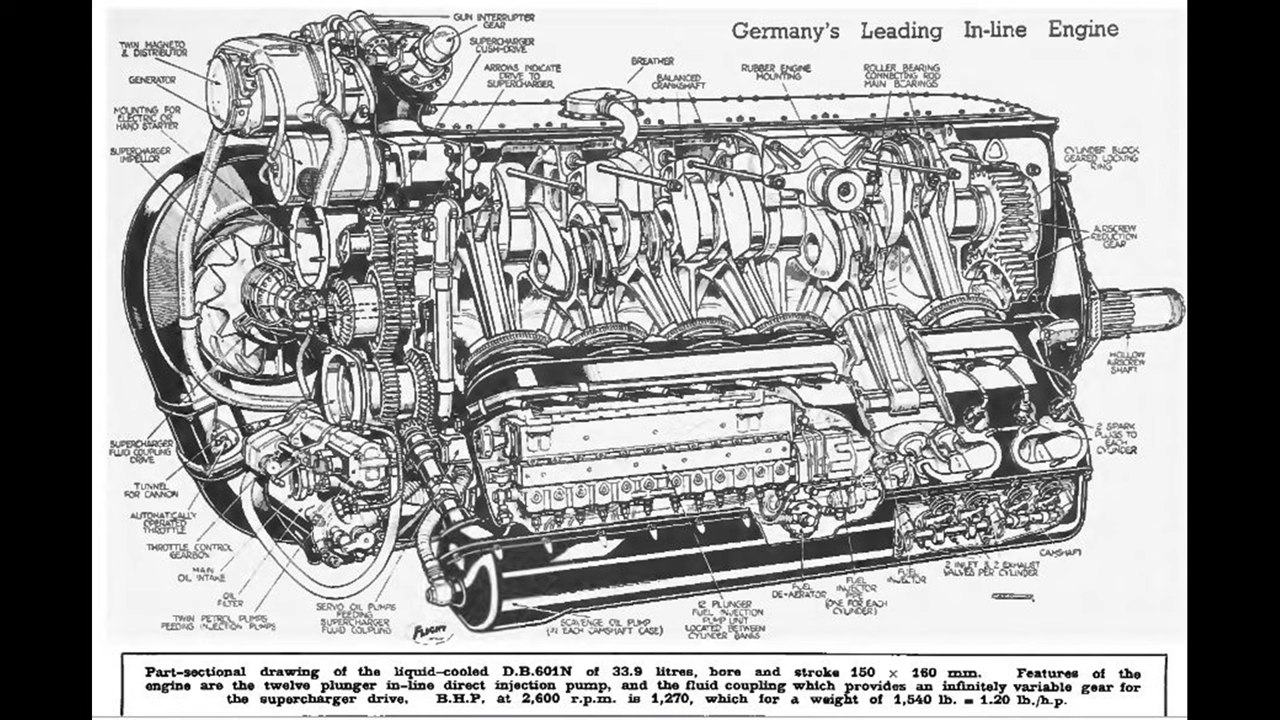 Germany's Leading In-line Engine
GUN INTERRUPTER
GEAR
TWIN MAGNETO
& DISTRIBUTOR
SUPERCHARGER
CUSH-DRIVE
GENERATOR
ARROWS INDICATE
DRIVE TO
SUPERCHARGER
BREATHER
BALANCED
CRANKSHAFT
RUBBER ENGINE
MOUNTING
ROLLER BEARING
CONNECTING ROD
MAIN BEARINGS
MOUNTING FOR
ELECTRIC OR
HAND STARTER
SUPERCHARGER
IMPELLOR
CYLINDER BLOCK
GEARED LOCKING
RING
AIRSCREW
REDUCTION
GEAR
HOLLOW
AIRSCREW
SHAFT
2 SPARK
PLUGS TO
EACH
CYLINDER
SUPERCHARGER
FLUID COUPLING
DRIVE
TUNNEL
FOR CANNON
AUTOMATICALLY
OPERATED
THROTTLE
THROTTLE CONTROL
GEARBOX
MAIN
OIL INTAKE
OIL
FILTER
TWIN PETROL PUMPS
FEEDING INJECTION PUMPS
SERVO OIL PUMPS
FEEDING
SUPERCHARGER
FLUID COUPLING
FLIGHT
SCAVENGE OIL PUMP
(IN EACH CAMSHAFT CASE)
12 PLUNGER
FUEL INJECTION
PUMP UNIT
LOCATED BETWEEN
CYLINDER BANKS
FUEL
DE-AERATOR
FUEL
INJECTOR
PIPE
(ONE FOR EACH
CYLINDER)
FUEL
INJECTOR
2 INLET & 2 EXHAUST
VALVES PER CYLINDER
CAMSHAFT
Part-sectional drawing of the liquid-cooled D.B.601N of 33.9 litres, bore and stroke 150 × 160 mm. Features of the
engine are the twelve plunger in-line direct injection pump, and the fluid coupling which provides an infinitely variable gear for
the supercharger drive. B.H.P. at 2,600 r.p.m. is 1,270, which for a weight of 1,540 lb. = 1.20 lb./h.p.